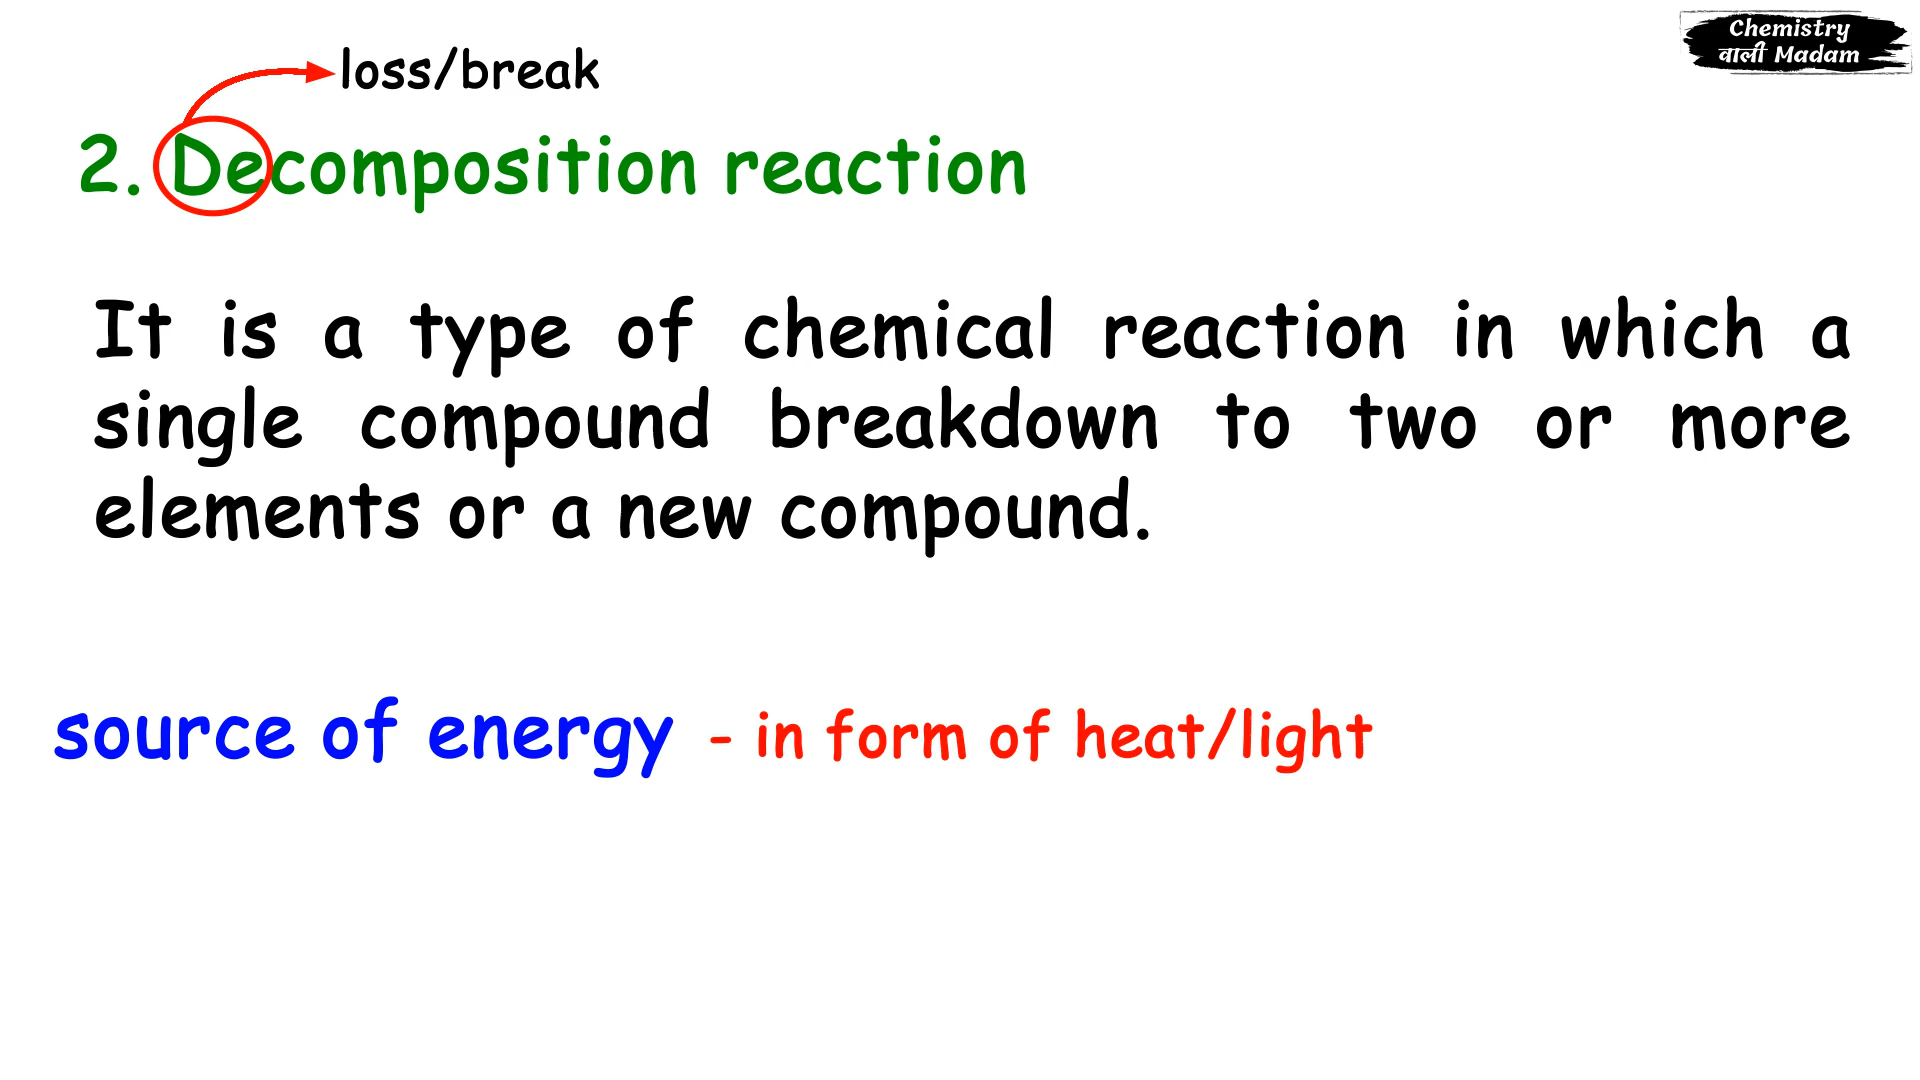 Chemistry
वाली Madam
loss/break
2. Decomposition reaction
It is a type of chemical reaction in which a
single compound breakdown to two or more
elements or a new compound.
source of energy - in form of heat/light